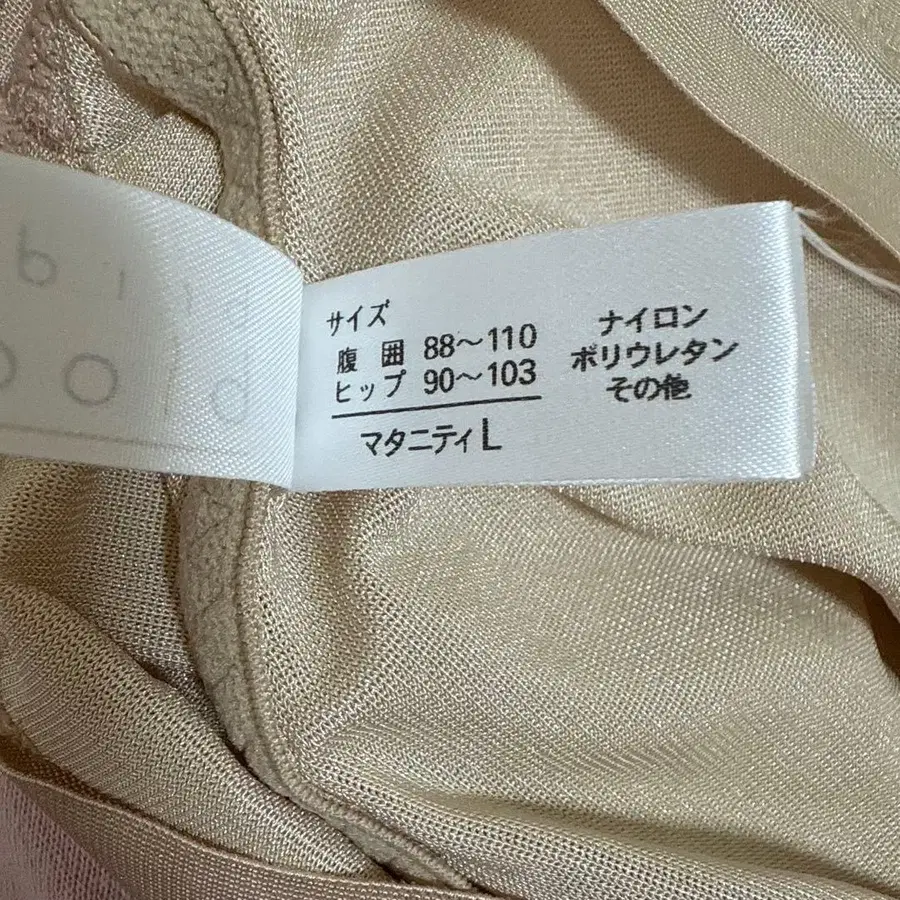 サイズ
腹囲 88～110
ヒップ 90～103
マタニティL
ナイロン
ポリウレタン
その他